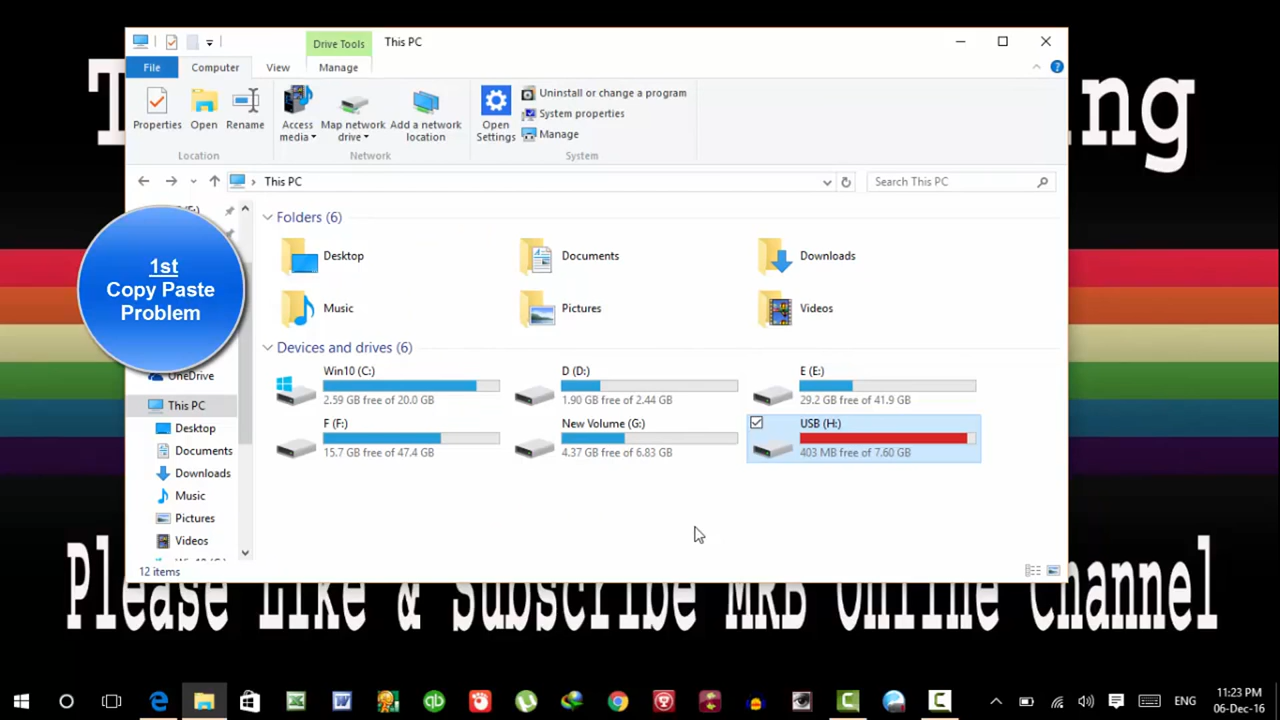 T
ing
Drive Tools
This PC
File
Computer
View
Manage
Properties
Open
Rename
Access media
Map network drive
Add a network location
Open Settings
Uninstall or change a program
System properties
Manage
Location
Network
System
This PC
Search This PC
1st
Copy Paste
Problem
OneDrive
This PC
Desktop
Documents
Downloads
Music
Pictures
Videos
Folders (6)
Desktop
Documents
Downloads
Music
Pictures
Videos
Devices and drives (6)
Win10 (C:)
2.59 GB free of 20.0 GB
D (D:)
1.90 GB free of 2.44 GB
E (E:)
29.2 GB free of 41.9 GB
F (F:)
15.7 GB free of 47.4 GB
New Volume (G:)
4.37 GB free of 6.83 GB
USB (H:)
403 MB free of 7.60 GB
12 items
Please Like & Subscribe MRB Online Channel
ENG
11:23 PM
06-Dec-16